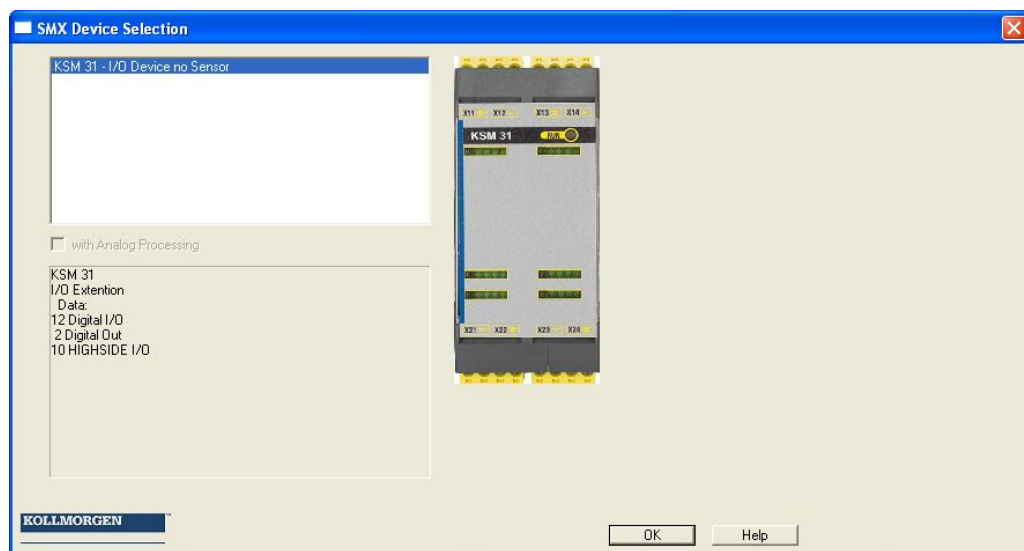 SMX Device Selection
KSM 31 - I/O Device no Sensor
with Analog Processing
KSM 31
I/O Extention
Data:
12 Digital I/O
2 Digital Out
10 HIGHSIDE I/O
X11 X12 X13 X14
KSM 31 RUN
X21 X22 X23 X24
KOLLMORGEN
OK Help